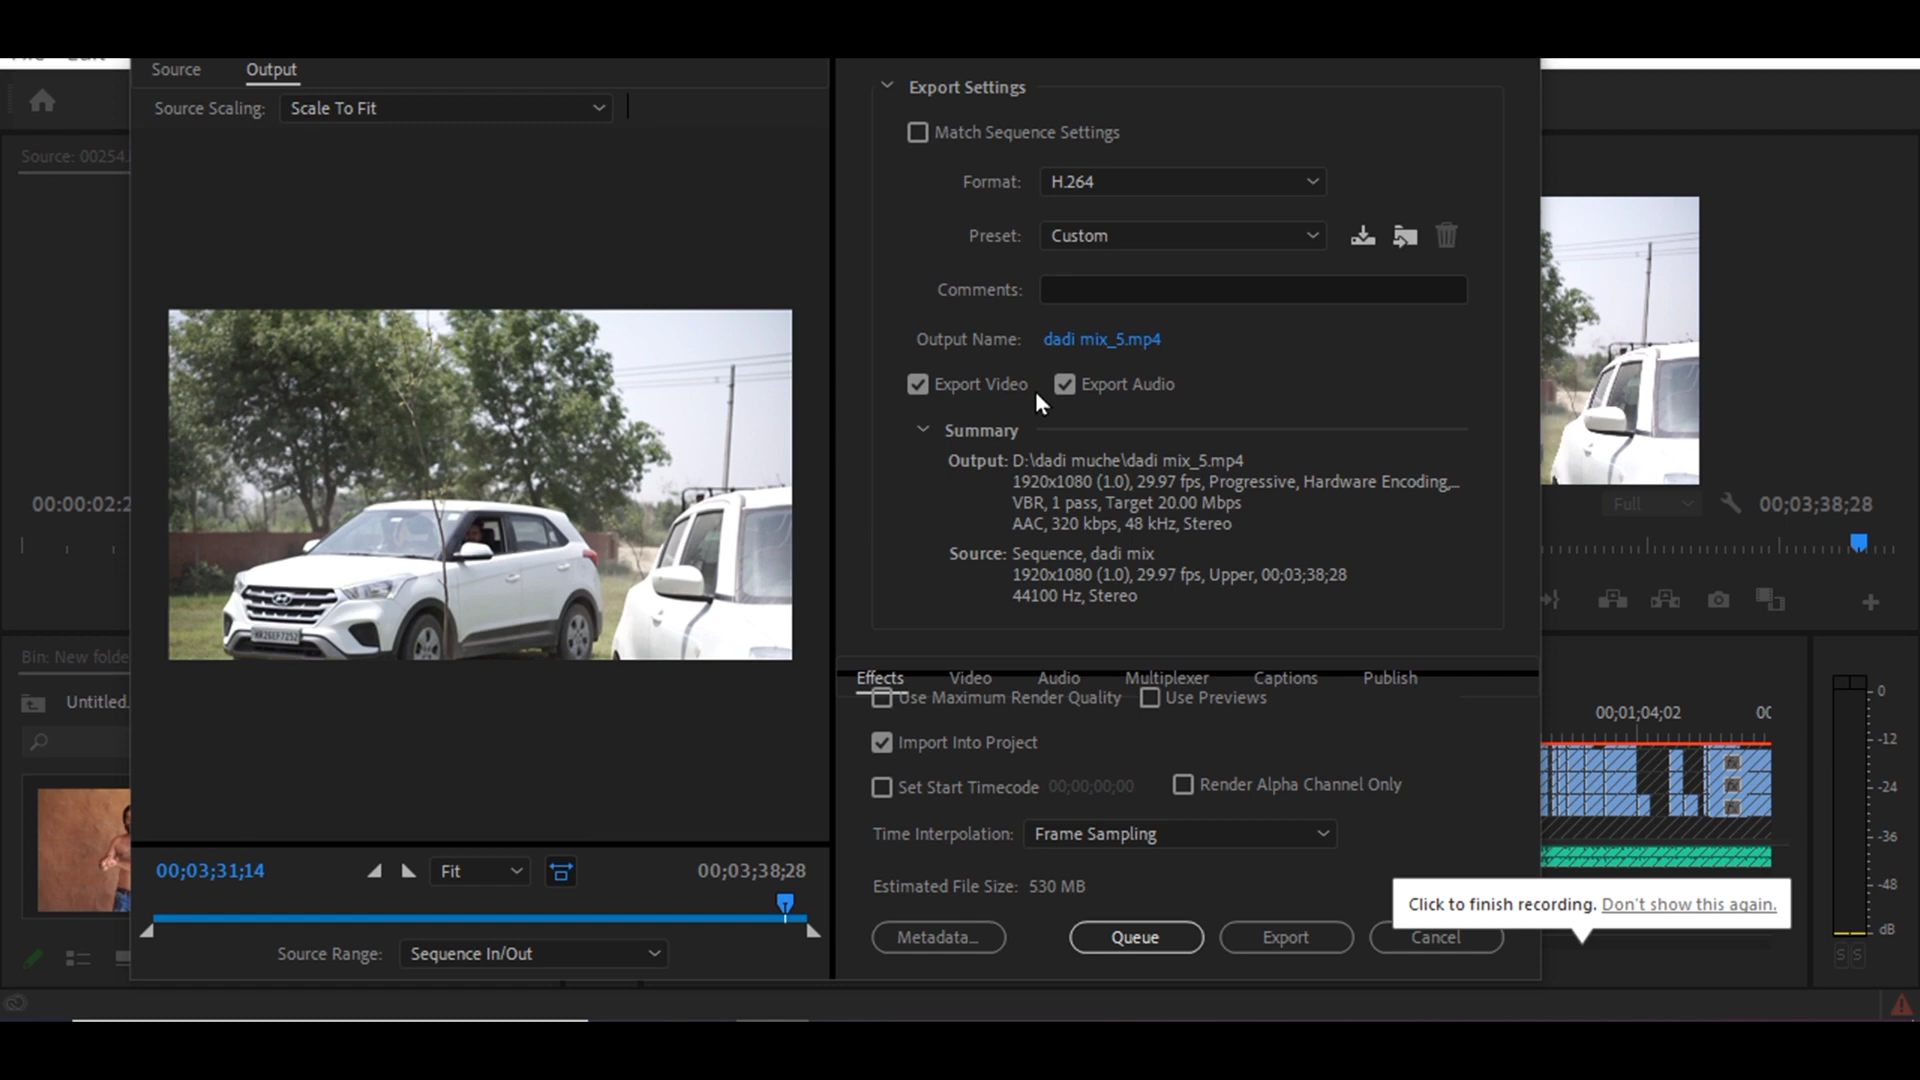 Source Output
Source Scaling: Scale To Fit
Source: 00254.
00:00:02:2
Bin: New folde
Untitled.
00;03;31;14
Fit
00;03;38;28
Source Range: Sequence In/Out
Export Settings
Match Sequence Settings
Format: H.264
Preset: Custom
Comments:
Output Name: dadi mix_5.mp4
Export Video Export Audio
Summary
Output: D:\dadi muche\dadi mix_5.mp4
1920x1080 (1.0), 29.97 fps, Progressive, Hardware Encoding,...
VBR, 1 pass, Target 20.00 Mbps
AAC, 320 kbps, 48 kHz, Stereo
Source: Sequence, dadi mix
1920x1080 (1.0), 29.97 fps, Upper, 00;03;38;28
44100 Hz, Stereo
Effects Video Audio Multiplexer Captions Publish
Use Maximum Render Quality Use Previews
Import Into Project
Set Start Timecode 00;00;00;00 Render Alpha Channel Only
Time Interpolation: Frame Sampling
Estimated File Size: 530 MB
Metadata... Queue Export Cancel
Click to finish recording. Don't show this again.
Full 00;03;38;28
00;01;04;02 00
0
-12
-24
-36
-48
dB
S S